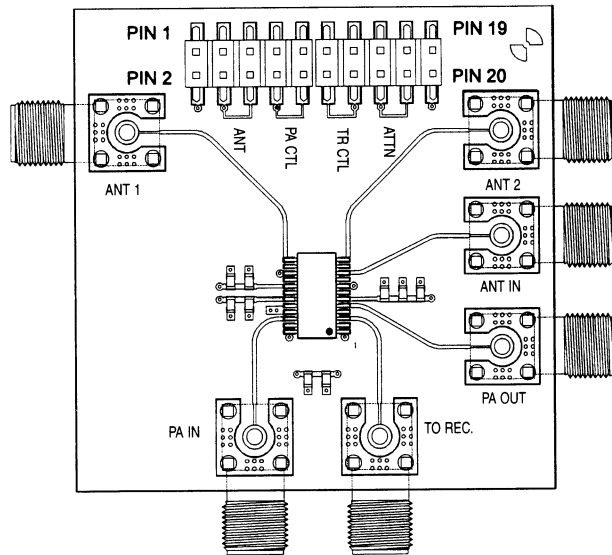 PIN 1
PIN 19
PIN 2
PIN 20
ANT
PA CTL
TR CTL
ATTN
ANT 1
ANT 2
ANT IN
1
PA OUT
PA IN
TO REC.